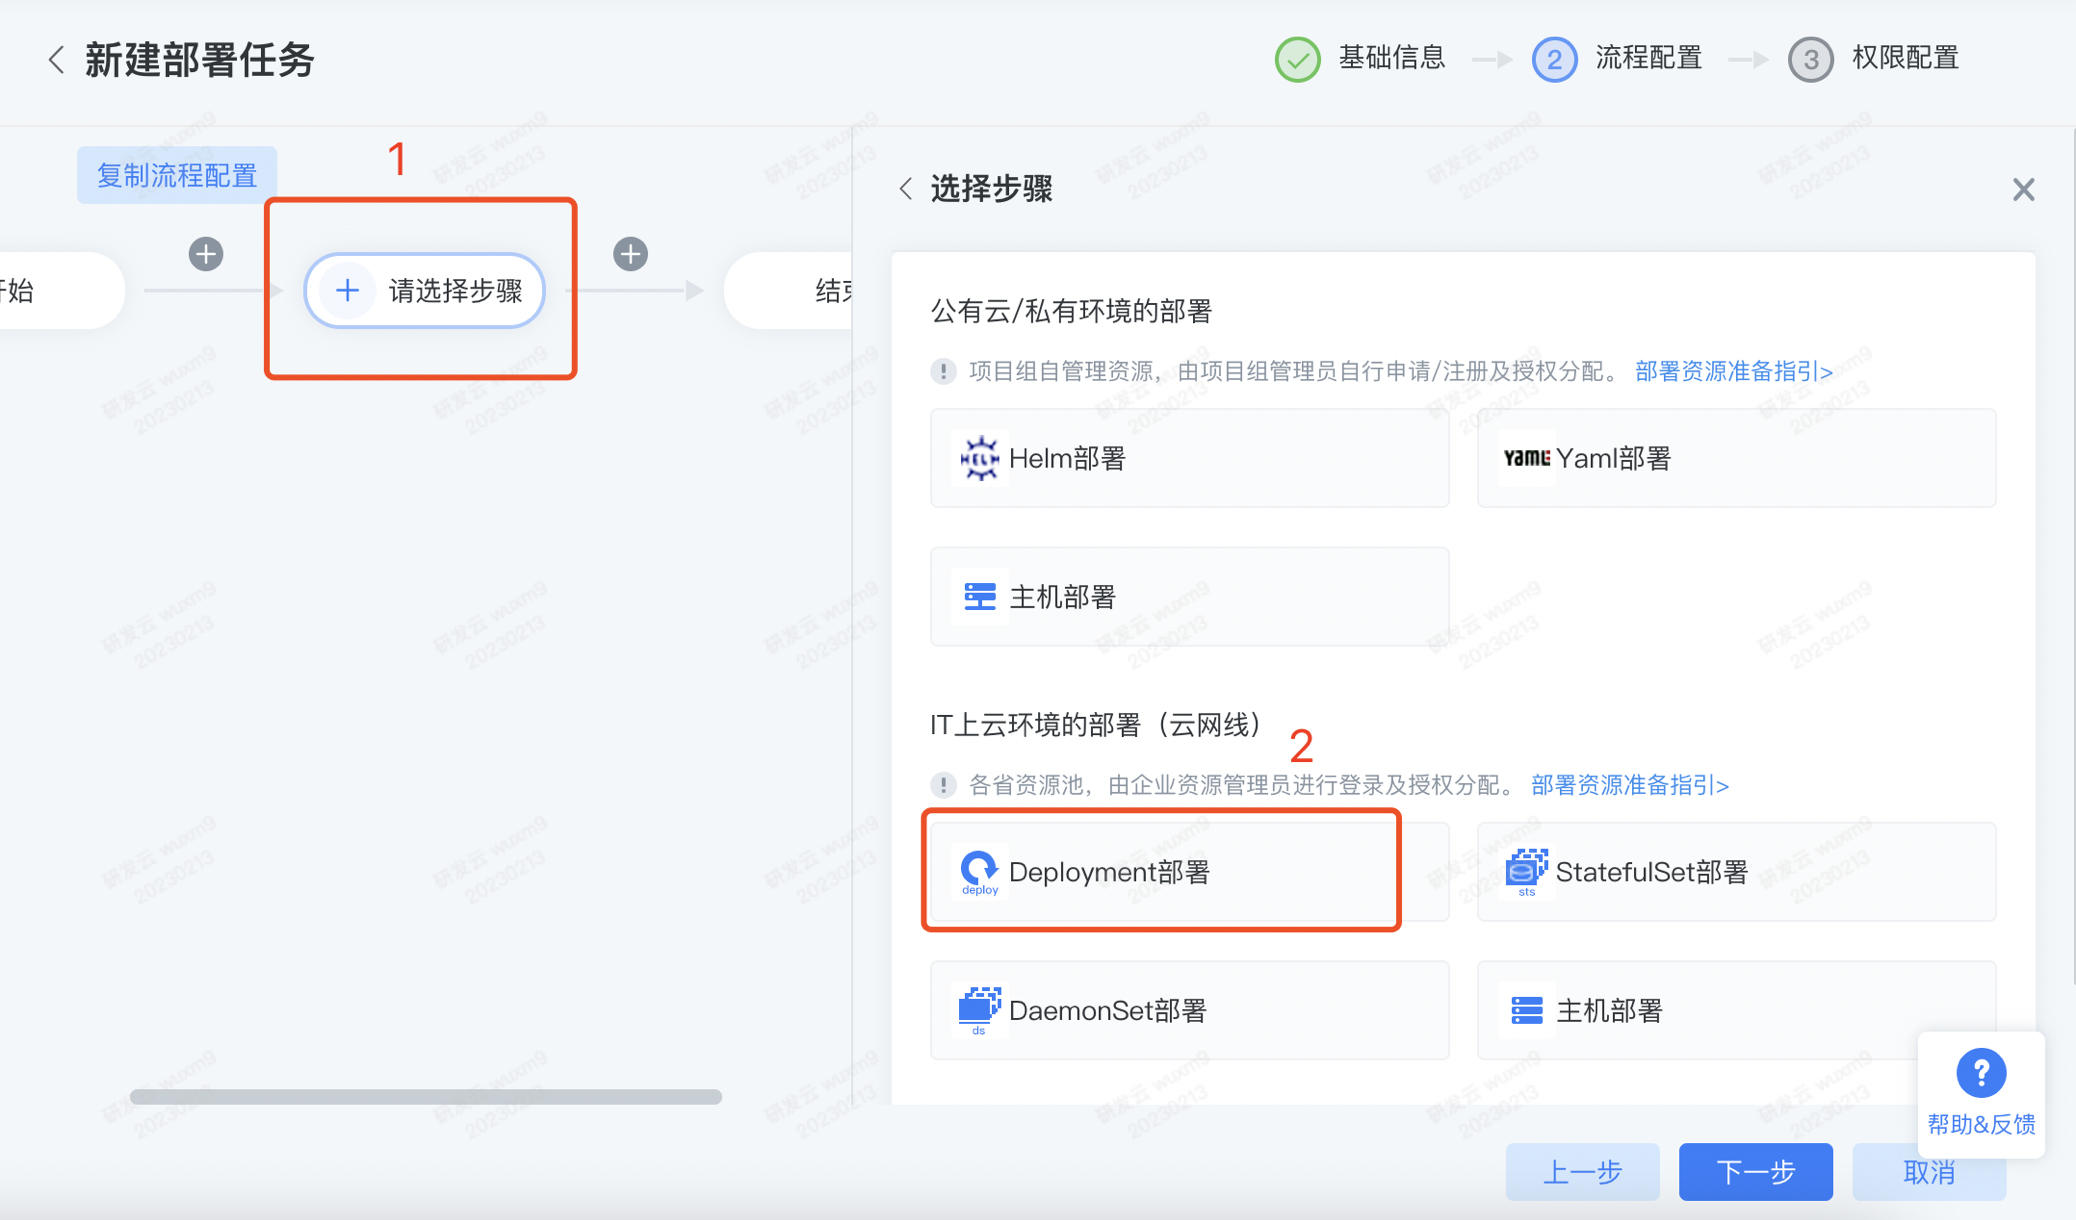 新建部署任务
基础信息
2
流程配置
3
权限配置
复制流程配置
1
开始
请选择步骤
结束
选择步骤
公有云/私有环境的部署
项目组自管理资源，由项目组管理员自行申请/注册及授权分配。 部署资源准备指引>
HELM
Helm部署
YAML
Yaml部署
主机部署
IT上云环境的部署（云网线）
2
各省资源池，由企业资源管理员进行登录及授权分配。 部署资源准备指引>
deploy
Deployment部署
sts
StatefulSet部署
ds
DaemonSet部署
主机部署
?
帮助&反馈
上一步
下一步
取消
研发云 wuxm9
20230213